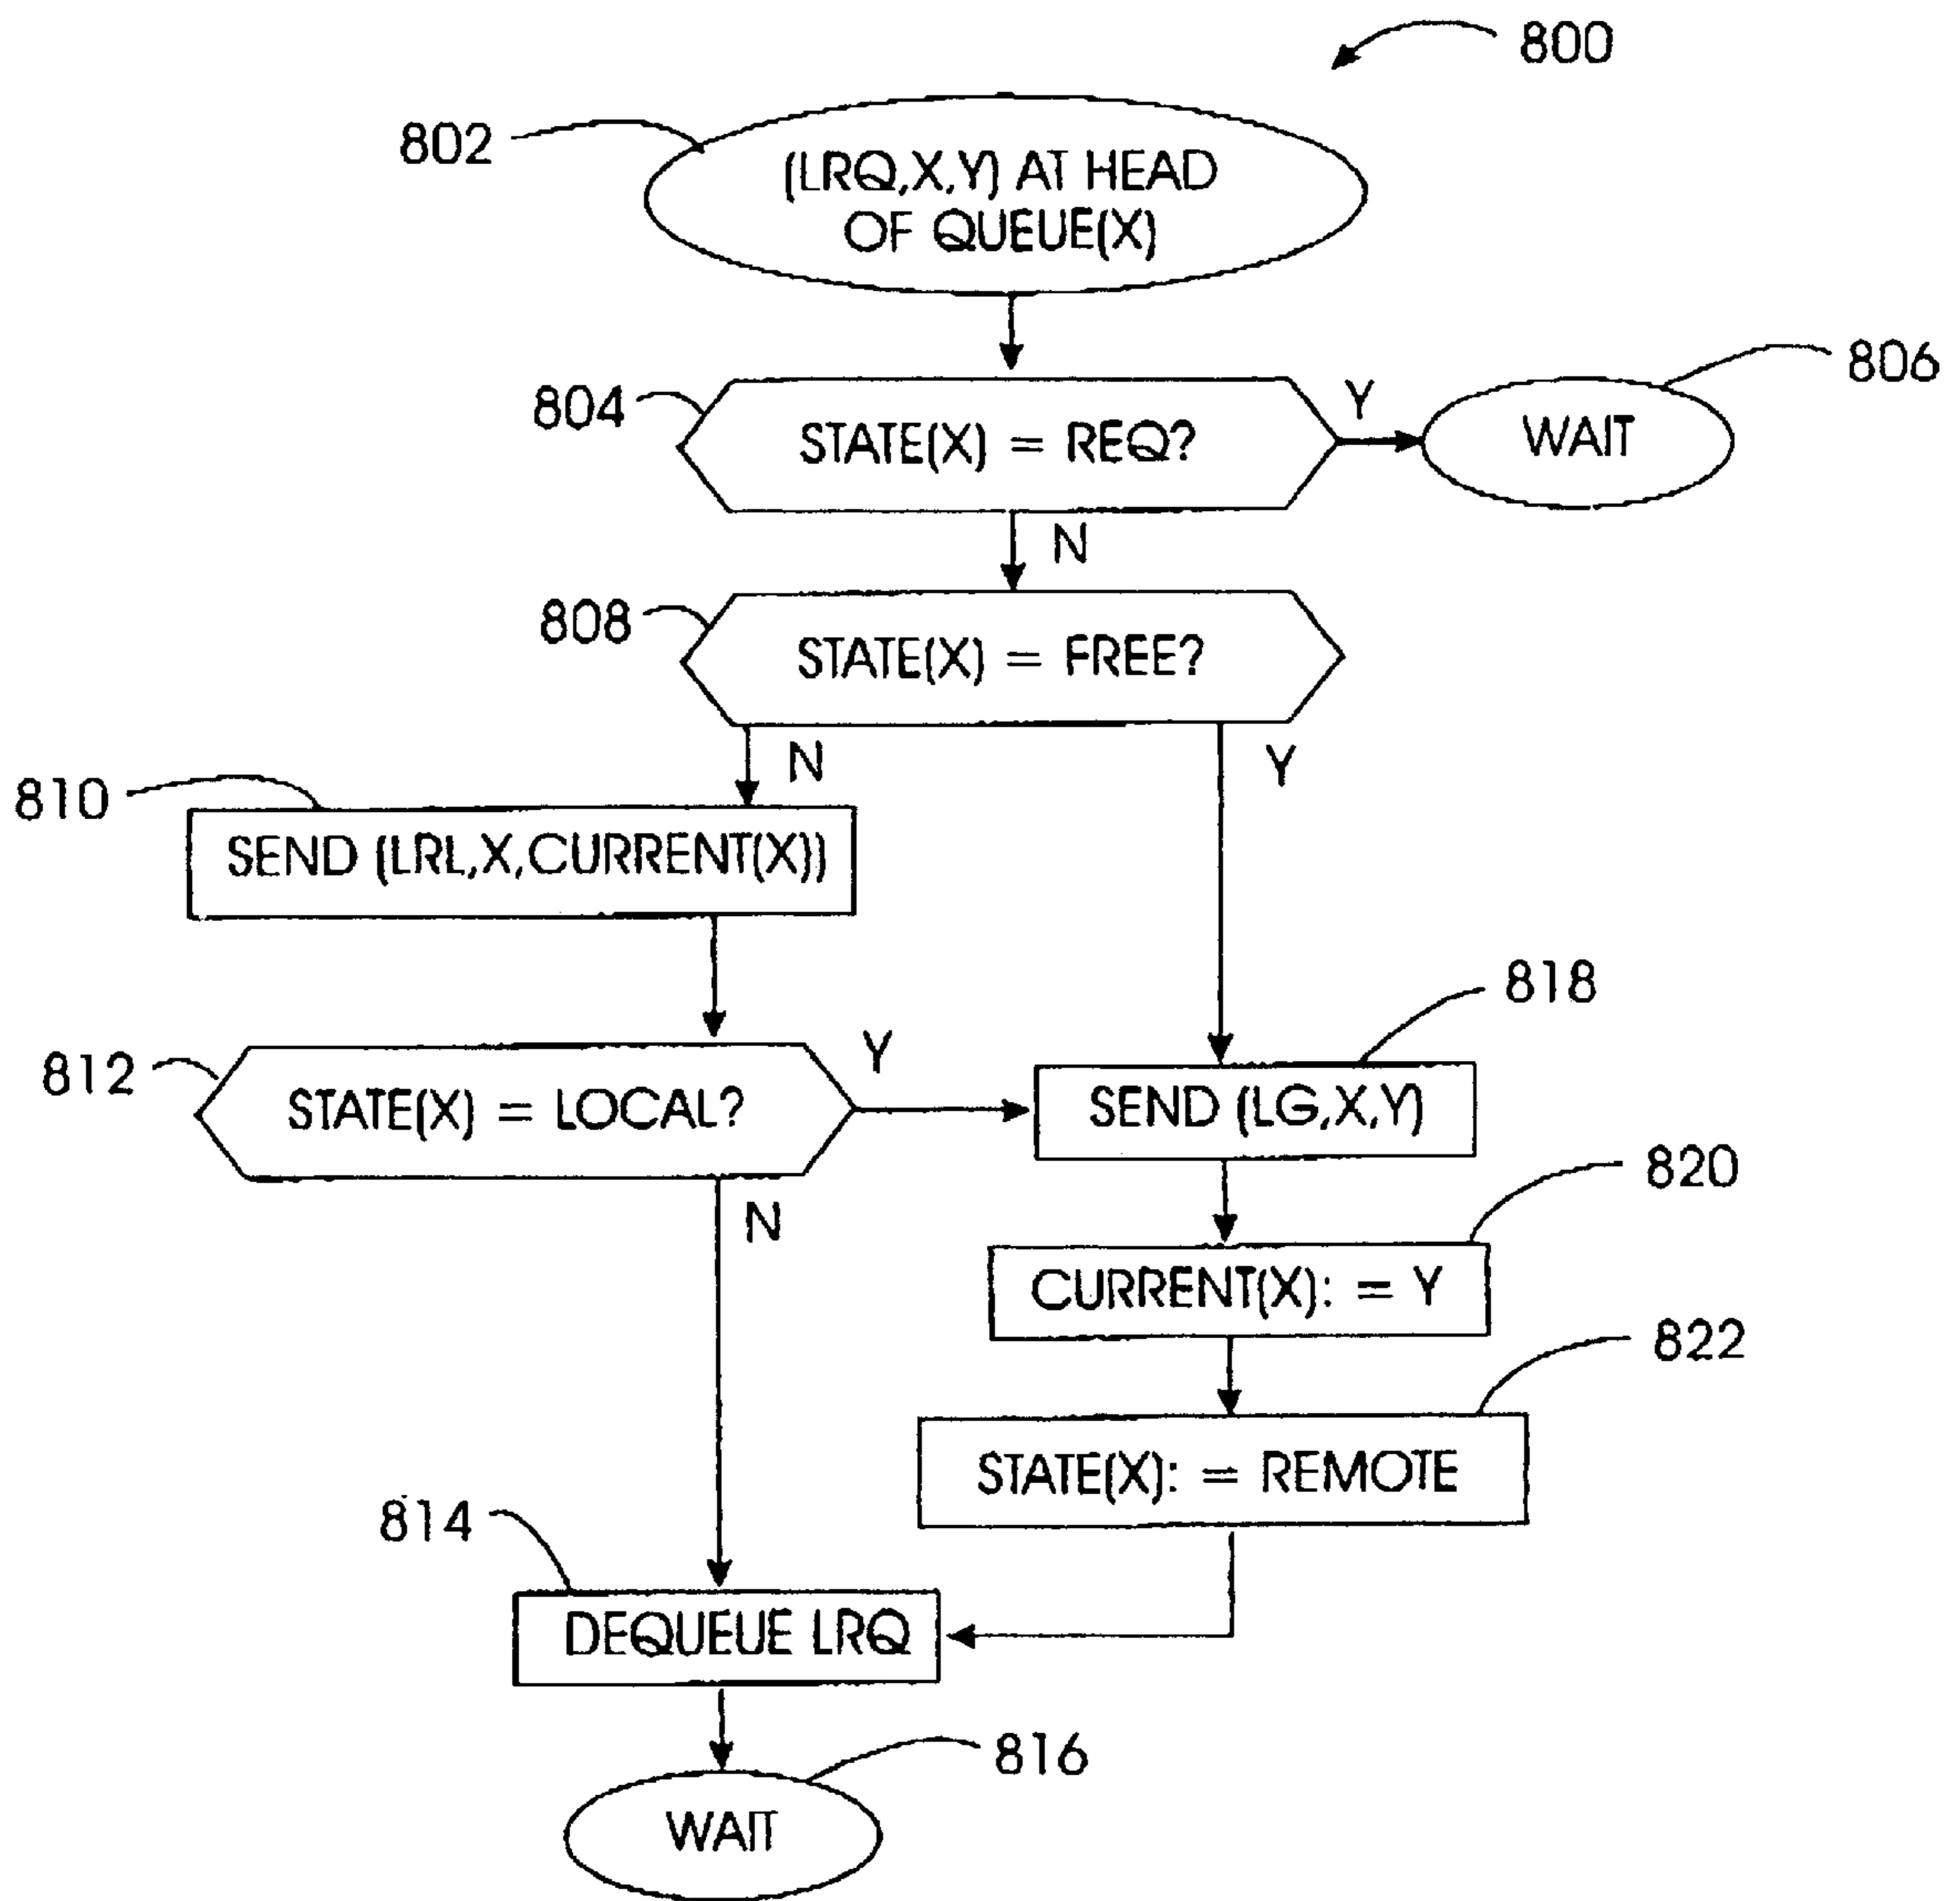 800
802
(LRQ,X,Y) AT HEAD
OF QUEUE(X)
804
STATE(X) = REQ?
Y
806
WAIT
N
808
STATE(X) = FREE?
N
Y
810
SEND (LRL,X,CURRENT(X))
812
STATE(X) = LOCAL?
Y
818
SEND (LG,X,Y)
N
820
CURRENT(X): = Y
822
STATE(X): = REMOTE
814
DEQUEUE LRQ
816
WAIT